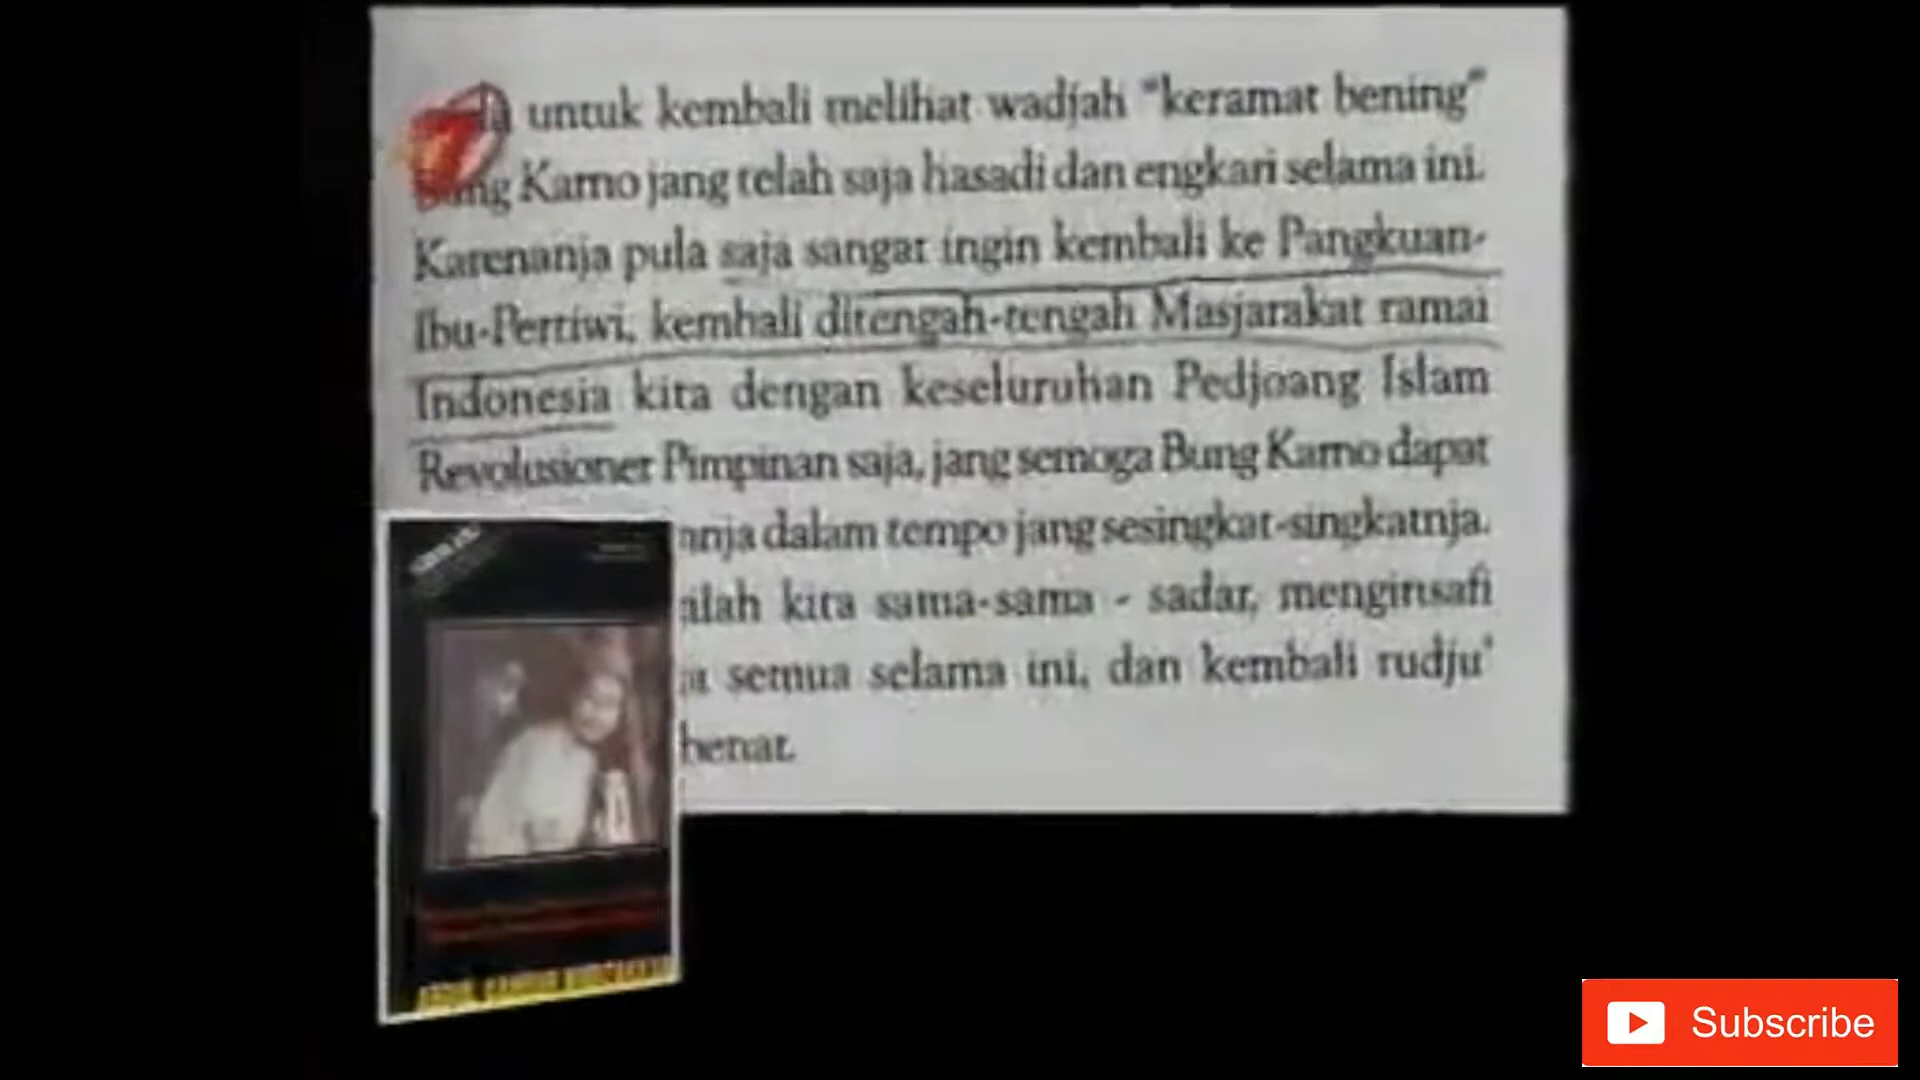 untuk kembali melihat wadjah "keramat bening"
Karno jang telah saja hasadi dan engkari selama ini.
Karenanja pula saja sangat ingin kembali ke Pangkuan-
Ibu-Pertiwi, kembali ditengah-tengah Masjarakat ramai
Indonesia kita dengan keseluruhan Pedjoang Islam
Revolusioner Pimpinan saja, jang semoga Bung Karno dapat
nja dalam tempo jang sesingkat-singkatnja.
alah kita sama-sama - sadar, menginsafi
semua selama ini, dan kembali rudju'
benar.
Subscribe